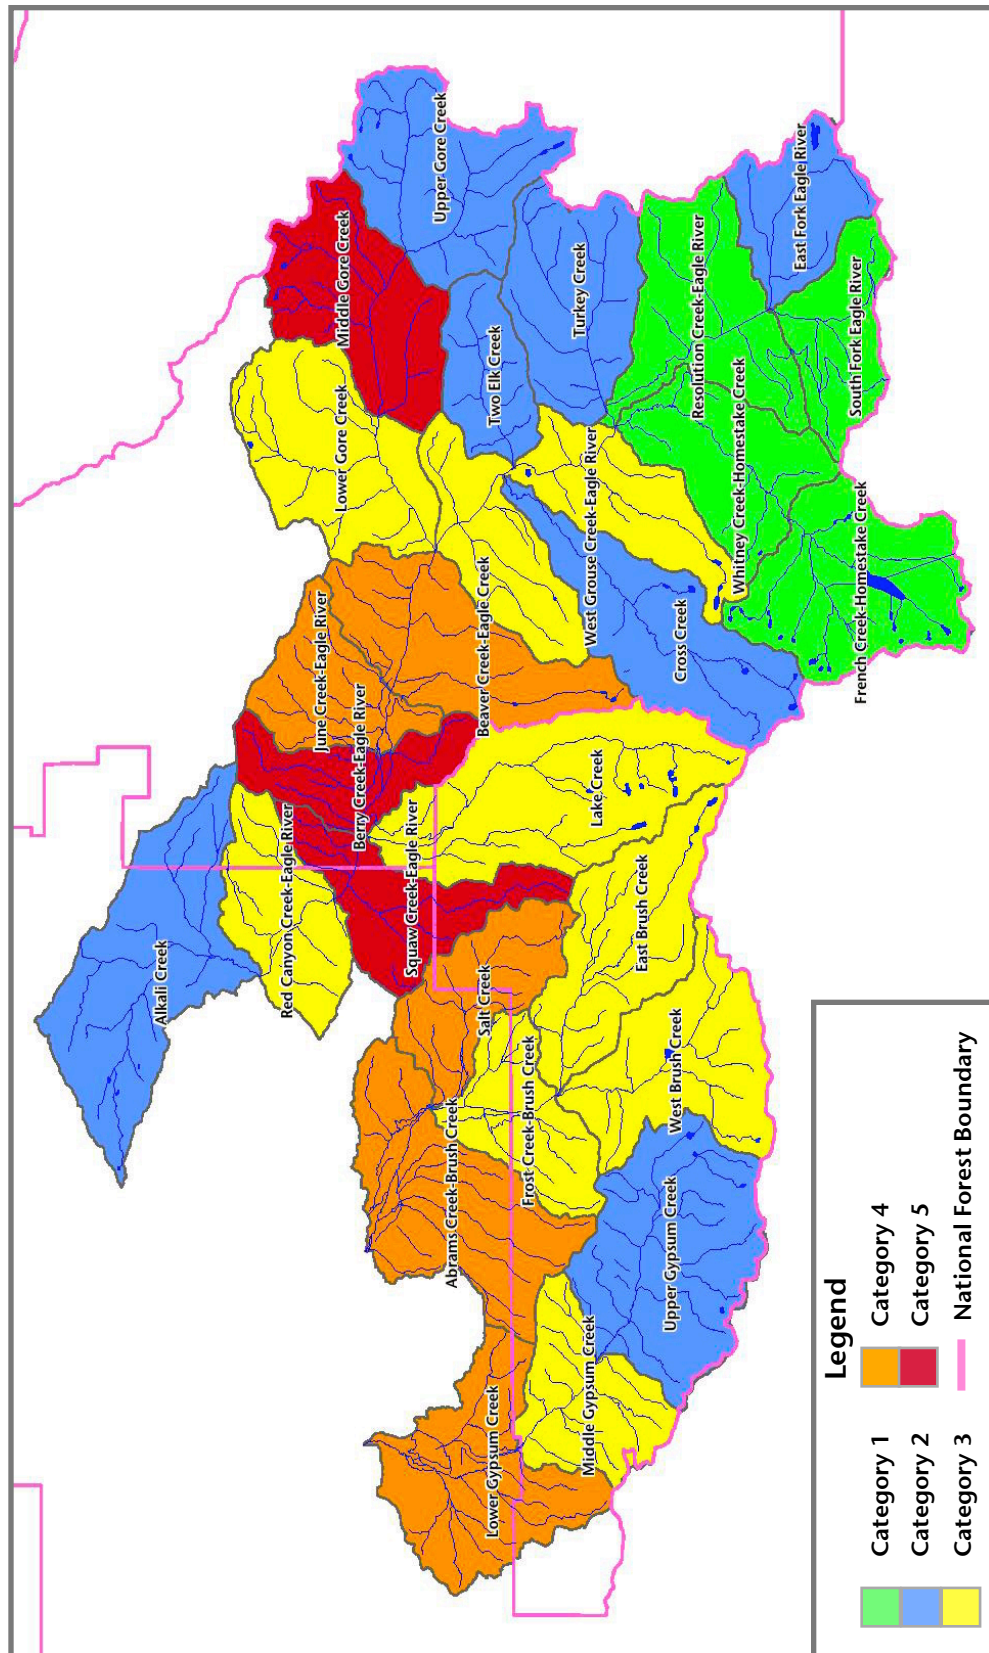 Alkali Creek
Red Canyon Creek-Eagle River
June Creek-Eagle River
Lower Gore Creek
Middle Gore Creek
Upper Gore Creek
Berry Creek-Eagle River
Squaw Creek-Eagle River
Abrams Creek-Brush Creek
Lower Gypsum Creek
Salt Creek
Beaver Creek-Eagle Creek
Two Elk Creek
Frost Creek-Brush Creek
Middle Gypsum Creek
Lake Creek
West Grouse Creek-Eagle River
Turkey Creek
East Brush Creek
West Brush Creek
Upper Gypsum Creek
Cross Creek
Resolution Creek-Eagle River
Whitney Creek-Homestake Creek
East Fork Eagle River
South Fork Eagle River
French Creek-Homestake Creek
Legend
Category 1
Category 2
Category 3
Category 4
Category 5
National Forest Boundary